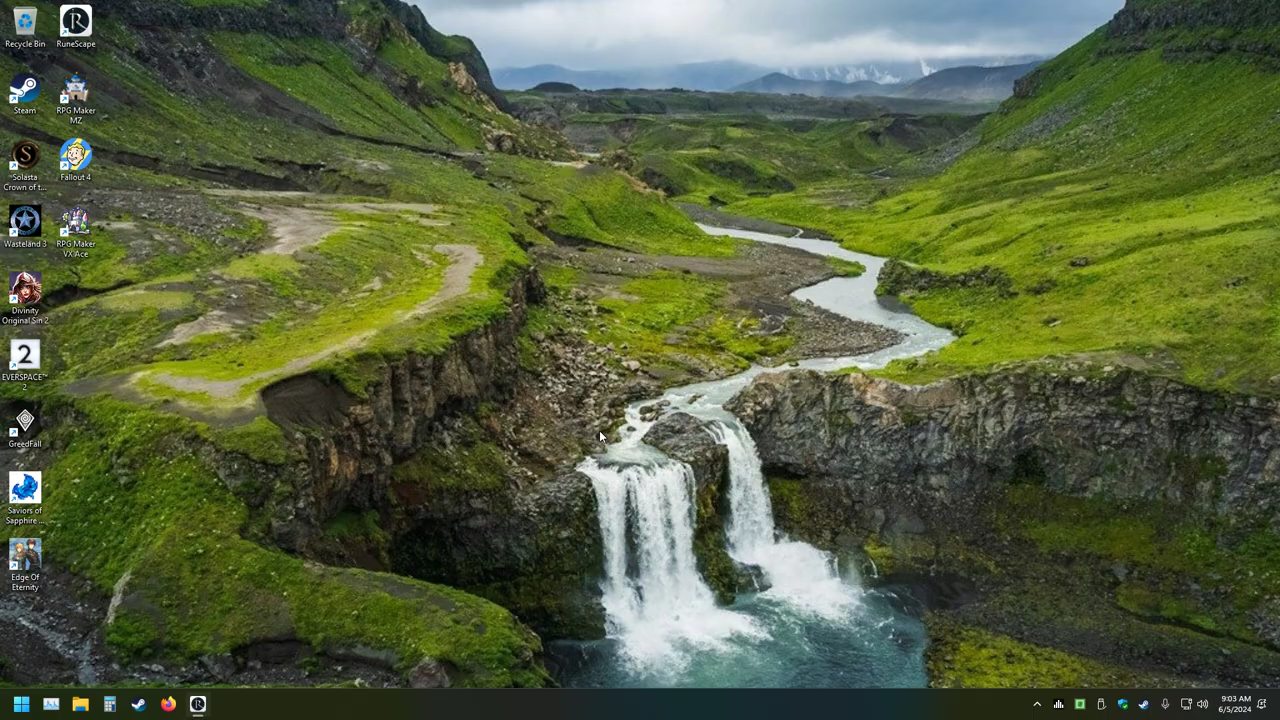 Recycle Bin
RuneScape
Steam
RPG Maker
MZ
Solasta
Crown of t...
Fallout 4
Wasteland 3
RPG Maker
VX Ace
Divinity
Original Sin 2
2
EVERSPACE™
2
GreedFall
Saviors of
Sapphire ...
Edge Of
Eternity
9:03 AM
6/5/2024